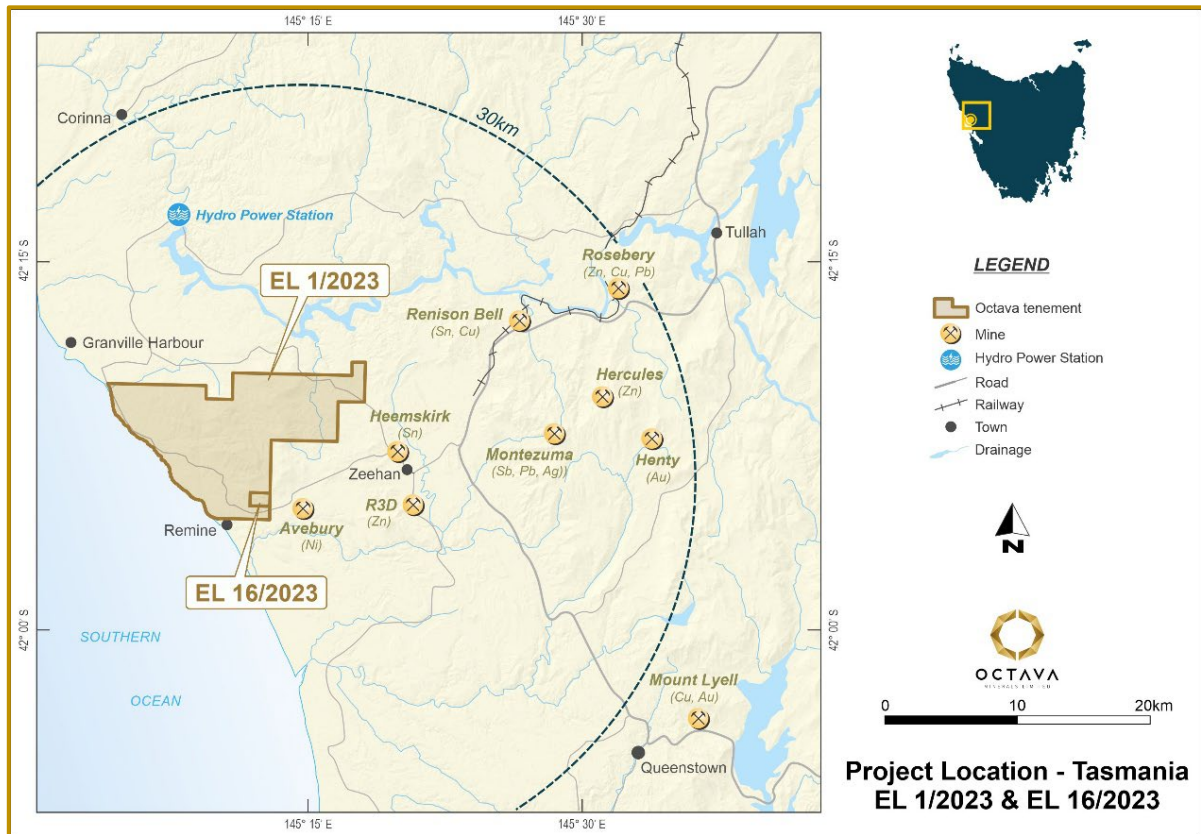 145° 15' E
145° 30' E
Corinna
30km
Hydro Power Station
Tullah
42° 15' S
42° 15' S
EL 1/2023
Rosebery
(Zn, Cu, Pb)
Renison Bell
(Sn, Cu)
Granville Harbour
Hercules
(Zn)
Heemskirk
(Sn)
Montezuma
(Sb, Pb, Ag))
Henty
(Au)
Zeehan
R3D
(Zn)
Remine
Avebury
(Ni)
EL 16/2023
42° 00' S
42° 00' S
SOUTHERN
OCEAN
Mount Lyell
(Cu, Au)
Queenstown
145° 15' E
145° 30' E
LEGEND
Octava tenement
Mine
Hydro Power Station
Road
Railway
Town
Drainage
N
OCTAVA
MINERALS LIMITED
0
10
20km
Project Location - Tasmania
EL 1/2023 & EL 16/2023